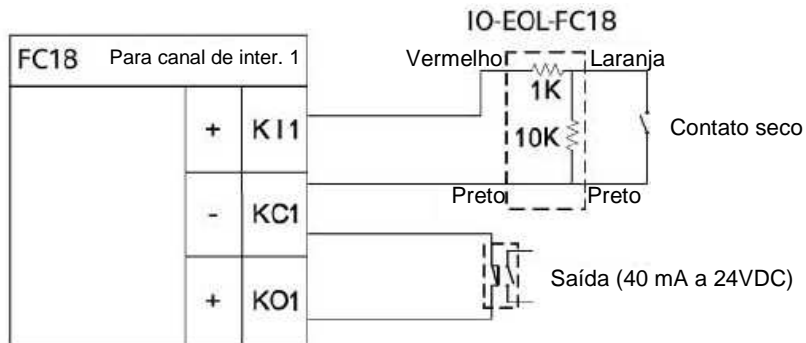 IO-EOL-FC18
FC18 Para canal de inter. 1
Vermelho Laranja
1K
+ KI1
10K
Contato seco
Preto Preto
- KC1
Saída (40 mA a 24VDC)
+ KO1